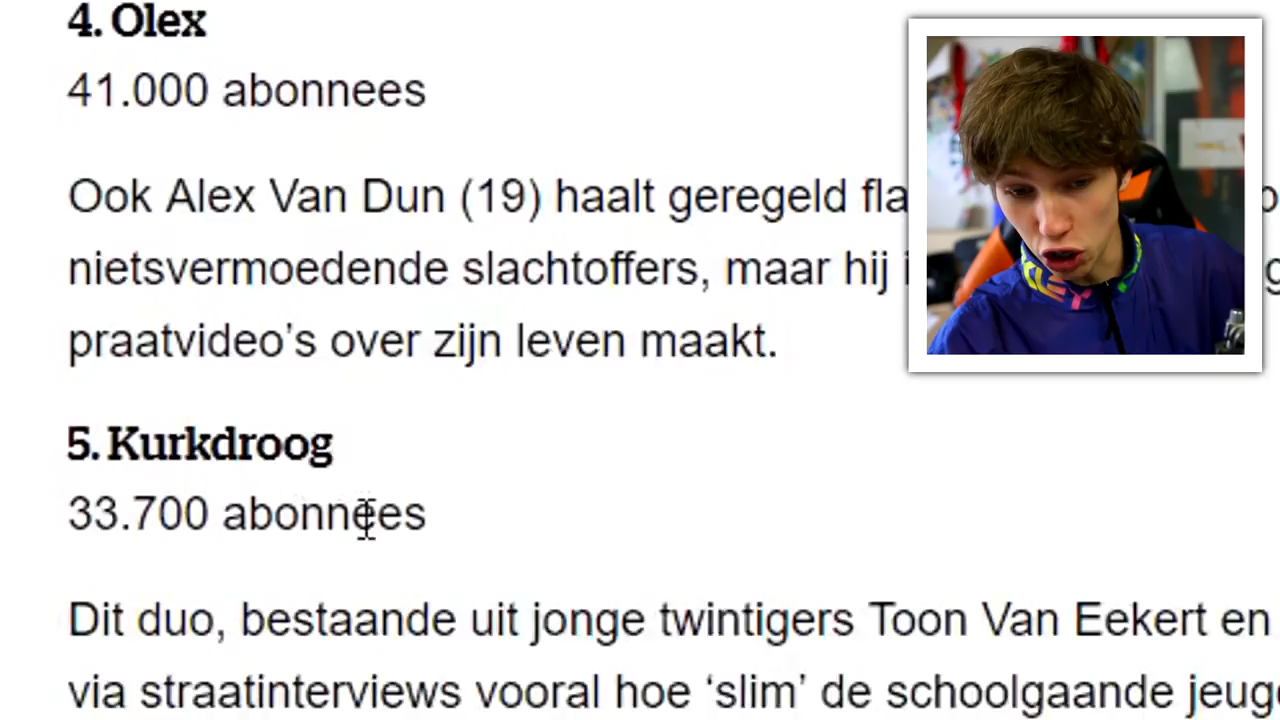 4. Olex
41.000 abonnees
Ook Alex Van Dun (19) haalt geregeld
nietsvermoedende slachtoffers, maar hij
praatvideo’s over zijn leven maakt.
5. Kurkdroog
33.700 abonnees
Dit duo, bestaande uit jonge twintigers Toon Van Eekert en
via straatinterviews vooral hoe ‘slim’ de schoolgaande